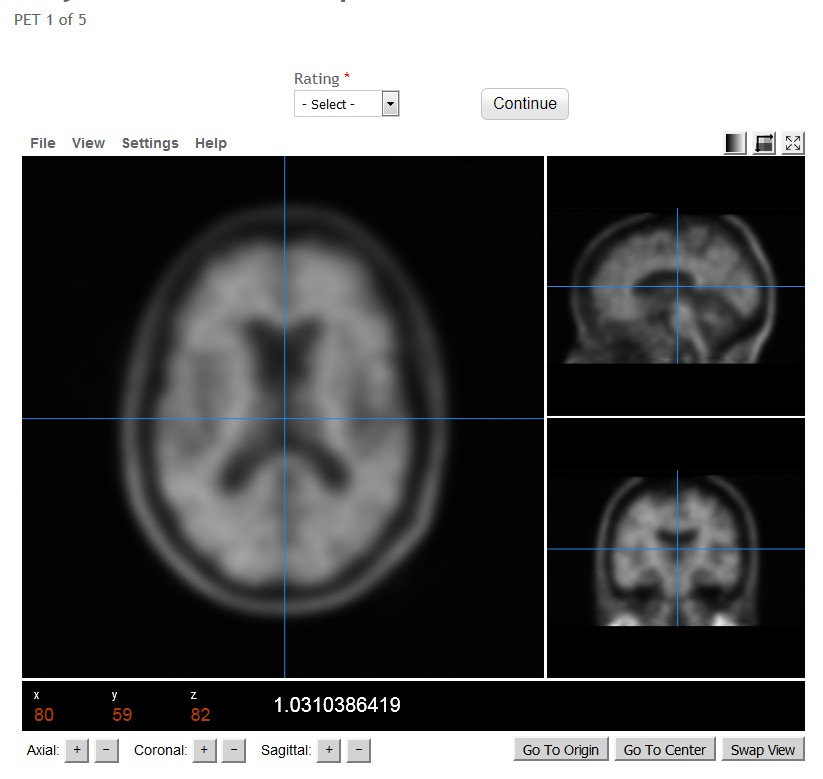 PET 1 of 5
Rating *
- Select -
Continue
File View Settings Help
x y z
80 59 82 1.0310386419
Axial: + - Coronal: + - Sagittal: + - Go To Origin Go To Center Swap View